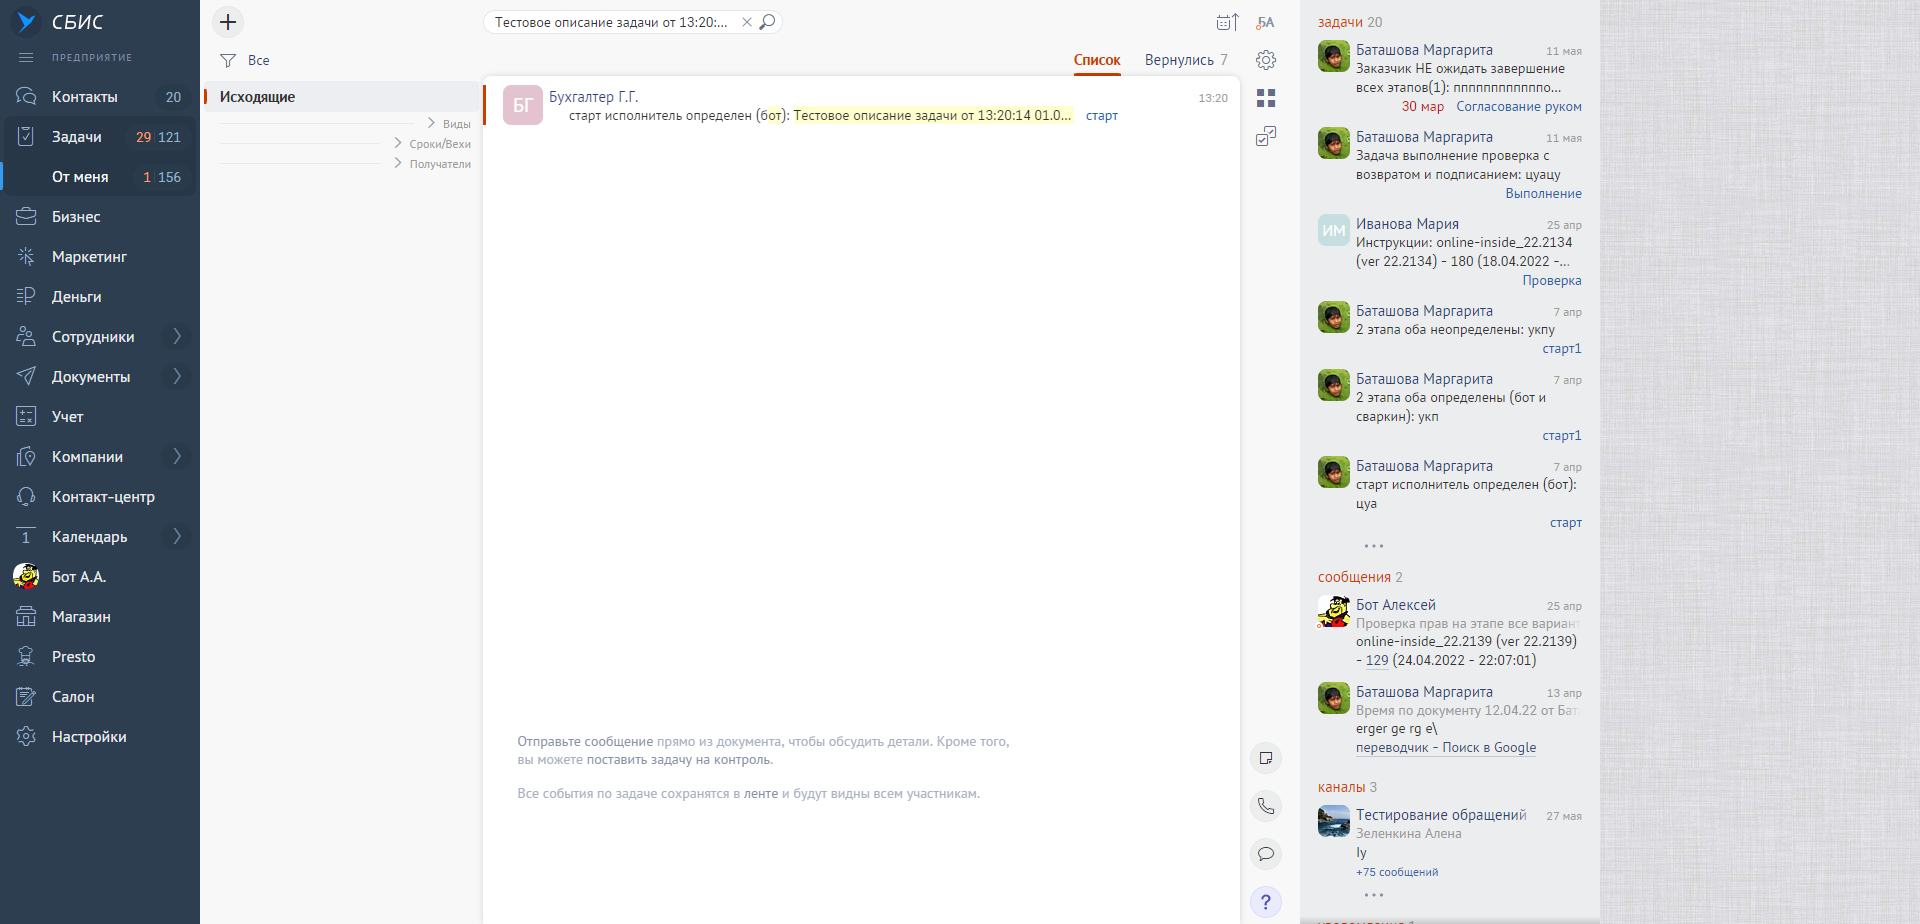 СБИС
ПРЕДПРИЯТИЕ
Контакты 20
Задачи 29 121
От меня 1 156
Бизнес
Маркетинг
Деньги
Сотрудники
Документы
Учет
Компании
Контакт-центр
1 Календарь
Бот А.А.
Магазин
Presto
Салон
Настройки
Все
Исходящие
Виды
Сроки/Вехи
Получатели
Тестовое описание задачи от 13:20:...
Список Вернулись 7
БГ
Бухгалтер Г.Г. 13:20
старт исполнитель определен (бот): Тестовое описание задачи от 13:20:14 01.0... старт
Отправьте сообщение прямо из документа, чтобы обсудить детали. Кроме того,
вы можете поставить задачу на контроль.
Все события по задаче сохранятся в ленте и будут видны всем участникам.
?
задачи 20
Баташова Маргарита 11 мая
Заказчик НЕ ожидать завершение
всех этапов(1): пппппппппппо...
30 мар Согласование руком
Баташова Маргарита 11 мая
Задача выполнение проверка с
возвратом и подписанием: цуацу
Выполнение
ИМ
Иванова Мария 25 апр
Инструкции: online-inside_22.2134
(ver 22.2134) - 180 (18.04.2022 -...
Проверка
Баташова Маргарита 7 апр
2 этапа оба неопределены: укпу
старт1
Баташова Маргарита 7 апр
2 этапа оба определены (бот и
сваркин): укп
старт1
Баташова Маргарита 7 апр
старт исполнитель определен (бот):
цуа
старт
...
сообщения 2
Бот Алексей 25 апр
Проверка прав на этапе все вариант
online-inside_22.2139 (ver 22.2139)
- 129 (24.04.2022 - 22:07:01)
Баташова Маргарита 13 апр
Время по документу 12.04.22 от Бат
erger ge rg e\
переводчик - Поиск в Google
каналы 3
Тестирование обращений 27 мая
Зеленкина Алена
Iy
+75 сообщений
...